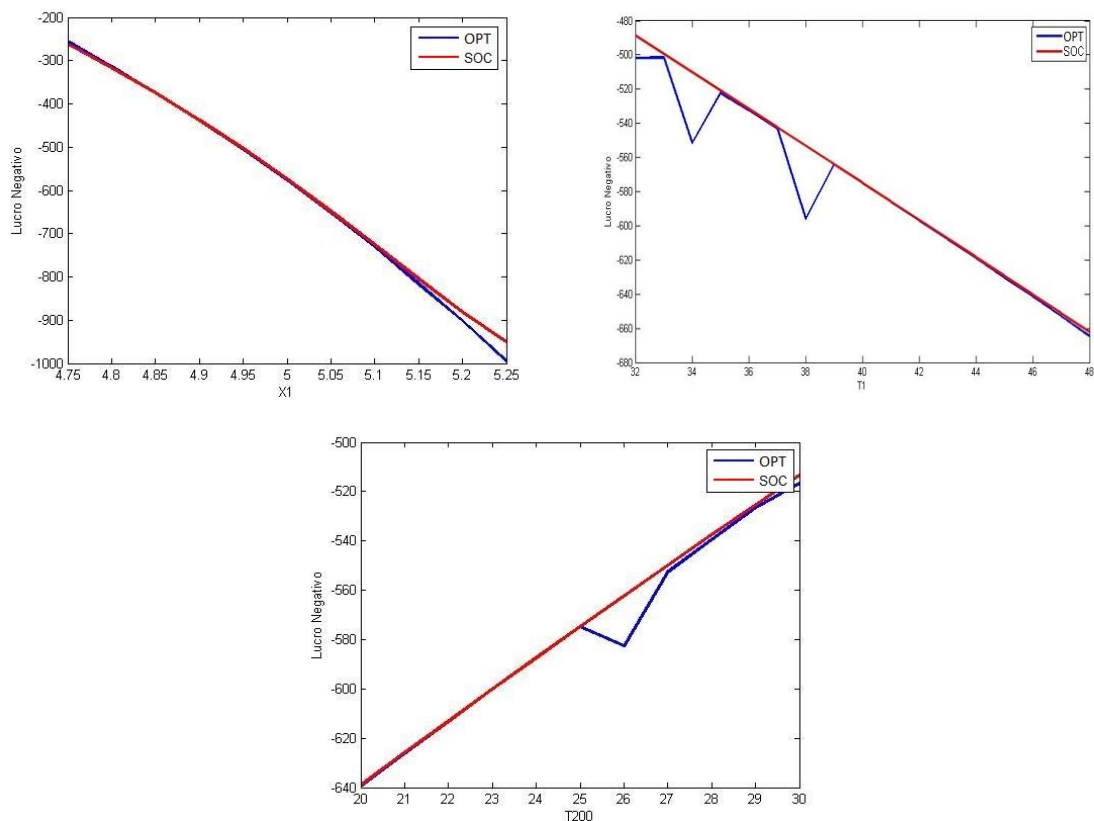 -200
-300
-400
-500
-600
-700
-800
-900
-1000
Lucro Negativo
OPT
SOC
4.75 4.8 4.85 4.9 4.95 5 5.05 5.1 5.15 5.2 5.25
X1
-480
-500
-520
-540
-560
-580
-600
-620
-640
-660
-680
Lucro Negativo
OPT
SOC
32 34 36 38 40 42 44 46 48
T1
-500
-520
-540
-560
-580
-600
-620
-640
Lucro Negativo
OPT
SOC
20 21 22 23 24 25 26 27 28 29 30
T200